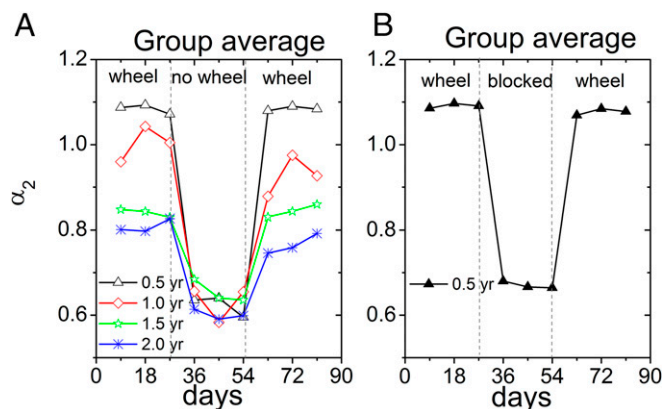 A
Group average
wheel no wheel wheel
α2
1.2
1.0
0.8
0.6
0.5 yr
1.0 yr
1.5 yr
2.0 yr
0 18 36 54 72 90
days
B
Group average
wheel blocked wheel
1.2
1.0
0.8
0.6
0.5 yr
0 18 36 54 72 90
days